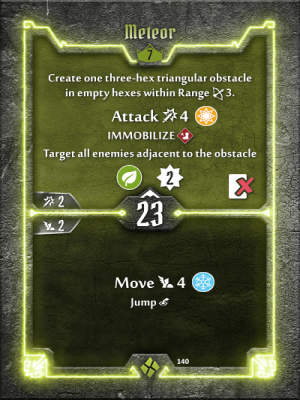 Meteor
7
Create one three-hex triangular obstacle
in empty hexes within Range 3.
Attack 4
IMMOBILIZE
Target all enemies adjacent to the obstacle
2
2
23
2
Move 4
Jump
140